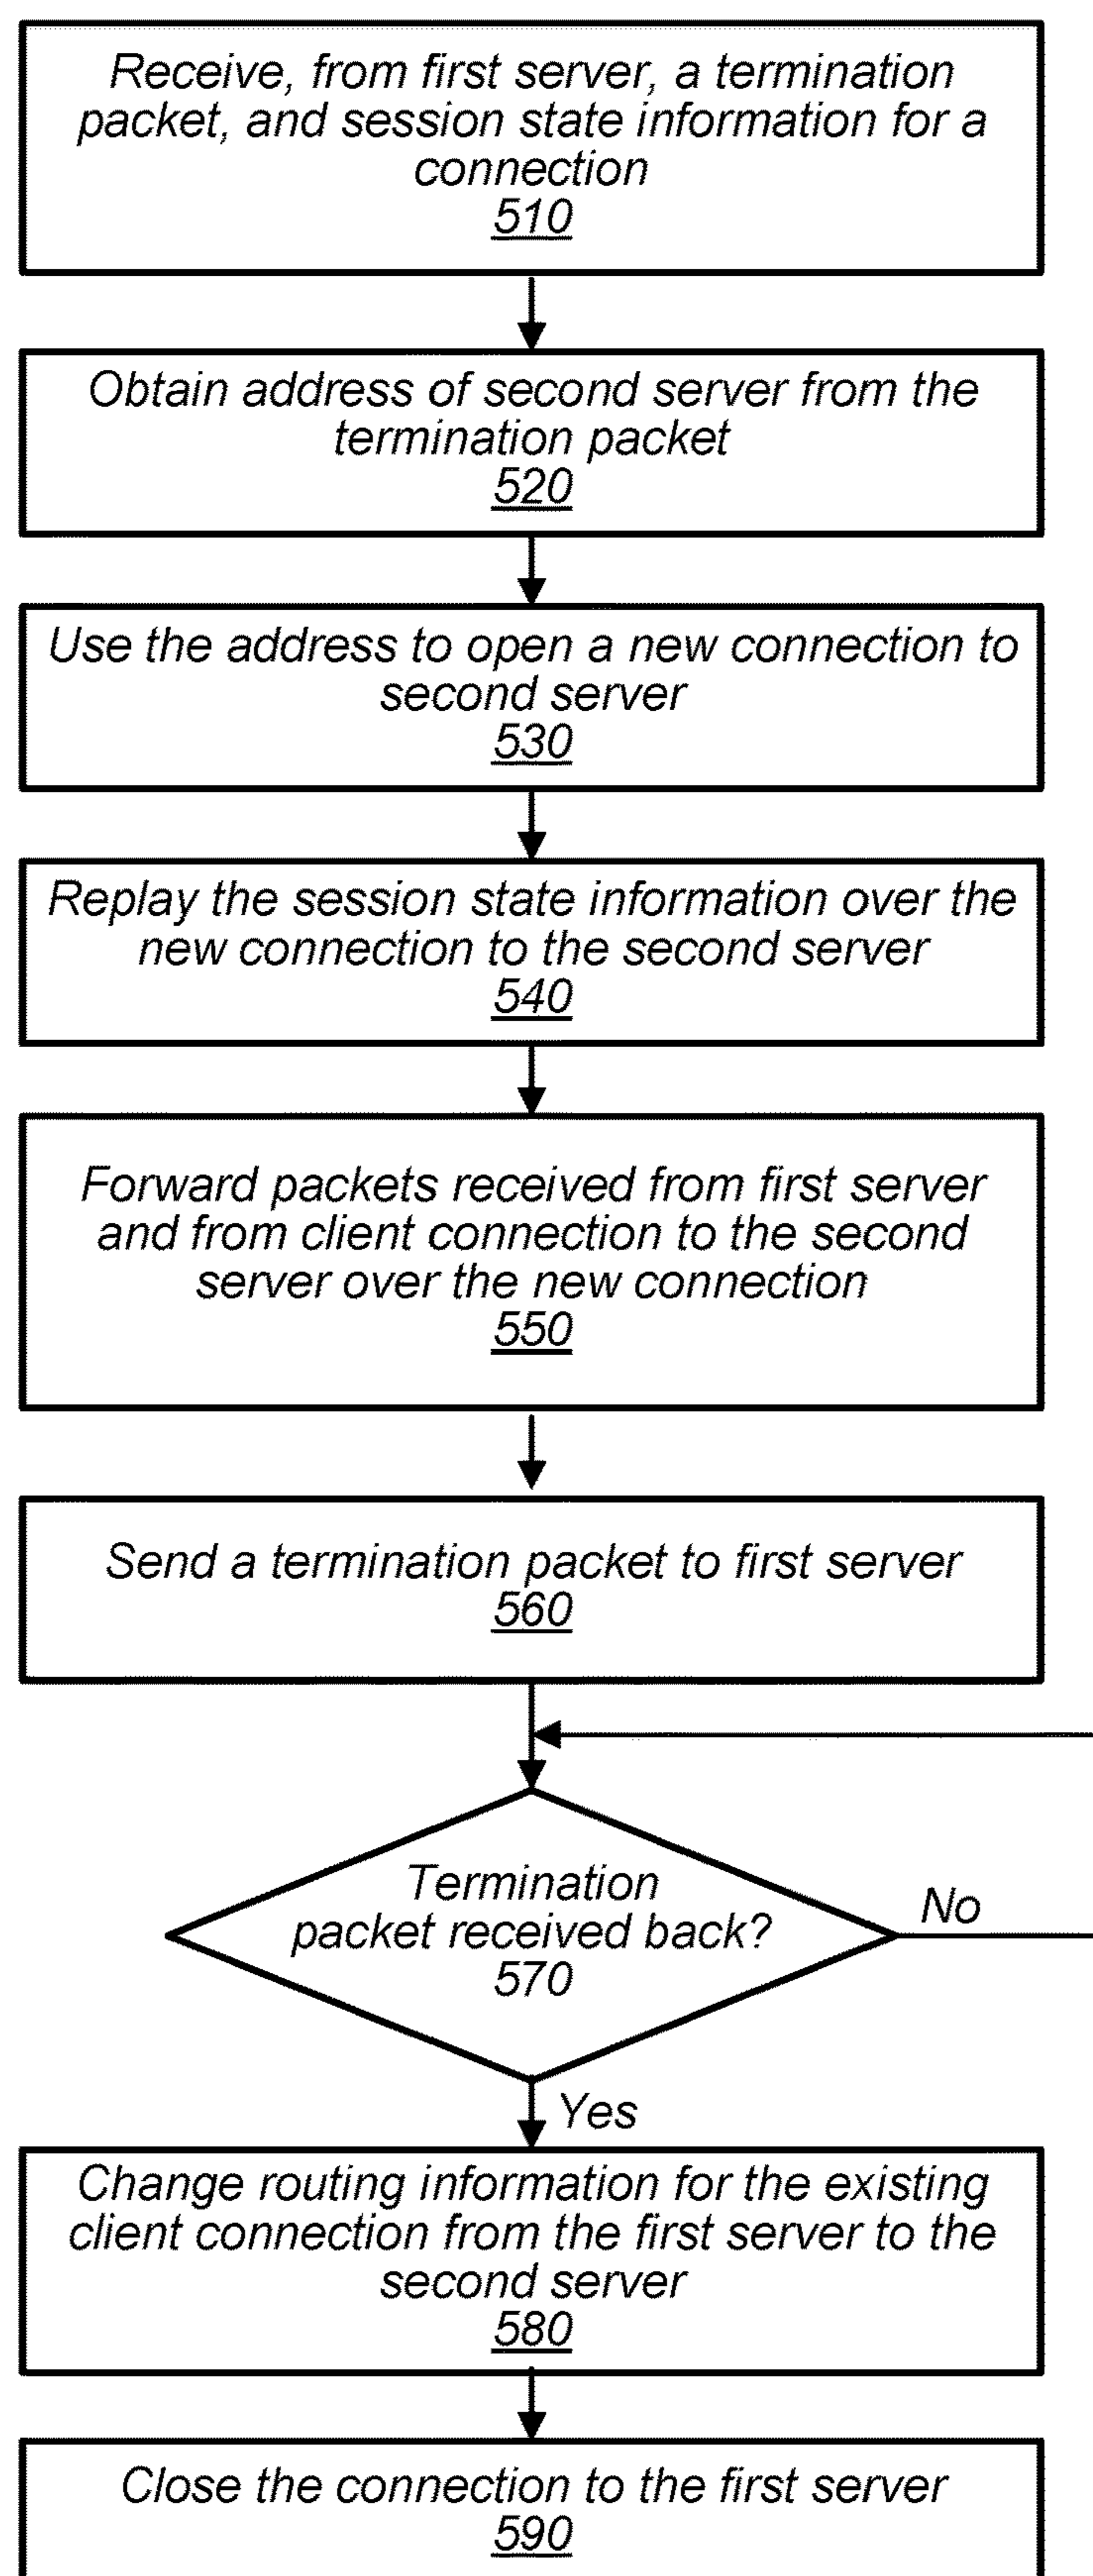 Receive, from first server, a termination
packet, and session state information for a
connection
510
Obtain address of second server from the
termination packet
520
Use the address to open a new connection to
second server
530
Replay the session state information over the
new connection to the second server
540
Forward packets received from first server
and from client connection to the second
server over the new connection
550
Send a termination packet to first server
560
Termination
packet received back?
570
No
Yes
Change routing information for the existing
client connection from the first server to the
second server
580
Close the connection to the first server
590